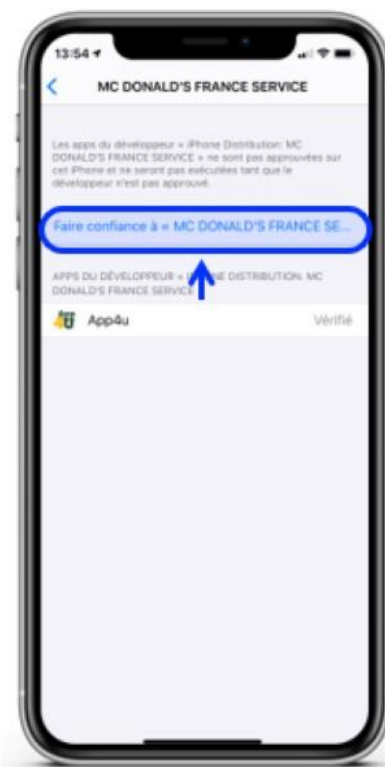 13:54
MC DONALD'S FRANCE SERVICE
Les apps du développeur « iPhone Distribution: MC
DONALD'S FRANCE SERVICE » ne sont pas approuvées sur
cet iPhone et ne seront pas exécutées tant que le
développeur n'est pas approuvé.
Faire confiance à « MC DONALD'S FRANCE SE...
APPS DU DÉVELOPPEUR « DISTRIBUTION: MC
DONALD'S FRANCE SERVICE
App4u
Vérifié